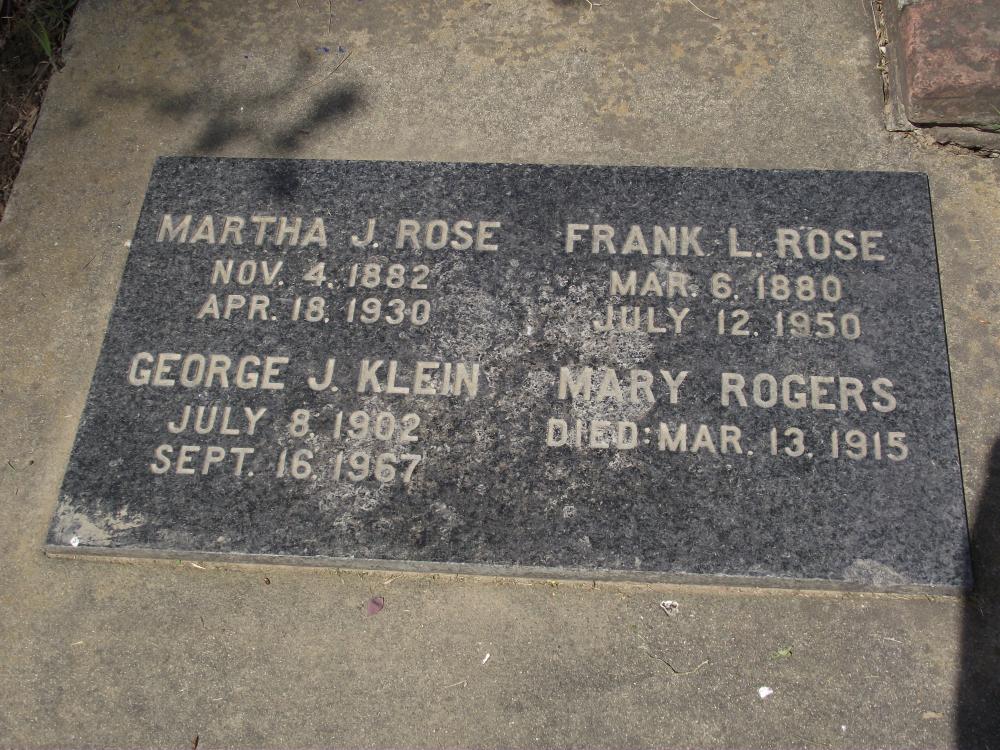 MARTHA J. ROSE
NOV. 4. 1882
APR. 18. 1930
FRANK L. ROSE
MAR. 6. 1880
JULY 12. 1950
GEORGE J. KLEIN
JULY 8. 1902
SEPT. 16. 1967
MARY ROGERS
DIED: MAR. 13. 1915